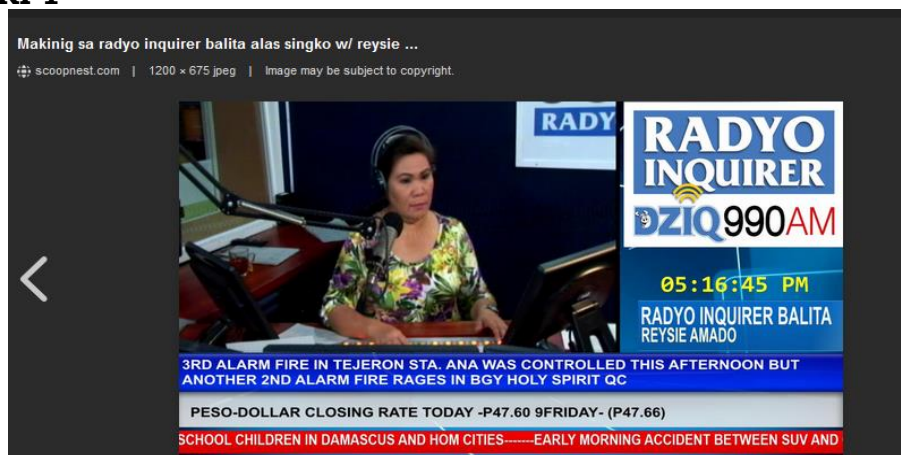 Makinig sa radyo inquirer balita alas singko w/ reysie ...
scoopnest.com | 1200 × 675 jpeg | Image may be subject to copyright.
RADY
RADYO
INQUIRER
DZIQ 990AM
05:16:45 PM
RADYO INQUIRER BALITA
REYSIE AMADO
3RD ALARM FIRE IN TEJERON STA. ANA WAS CONTROLLED THIS AFTERNOON BUT
ANOTHER 2ND ALARM FIRE RAGES IN BGY HOLY SPIRIT QC
PESO-DOLLAR CLOSING RATE TODAY -P47.60 9FRIDAY- (P47.66)
SCHOOL CHILDREN IN DAMASCUS AND HOM CITIES-------EARLY MORNING ACCIDENT BETWEEN SUV AND